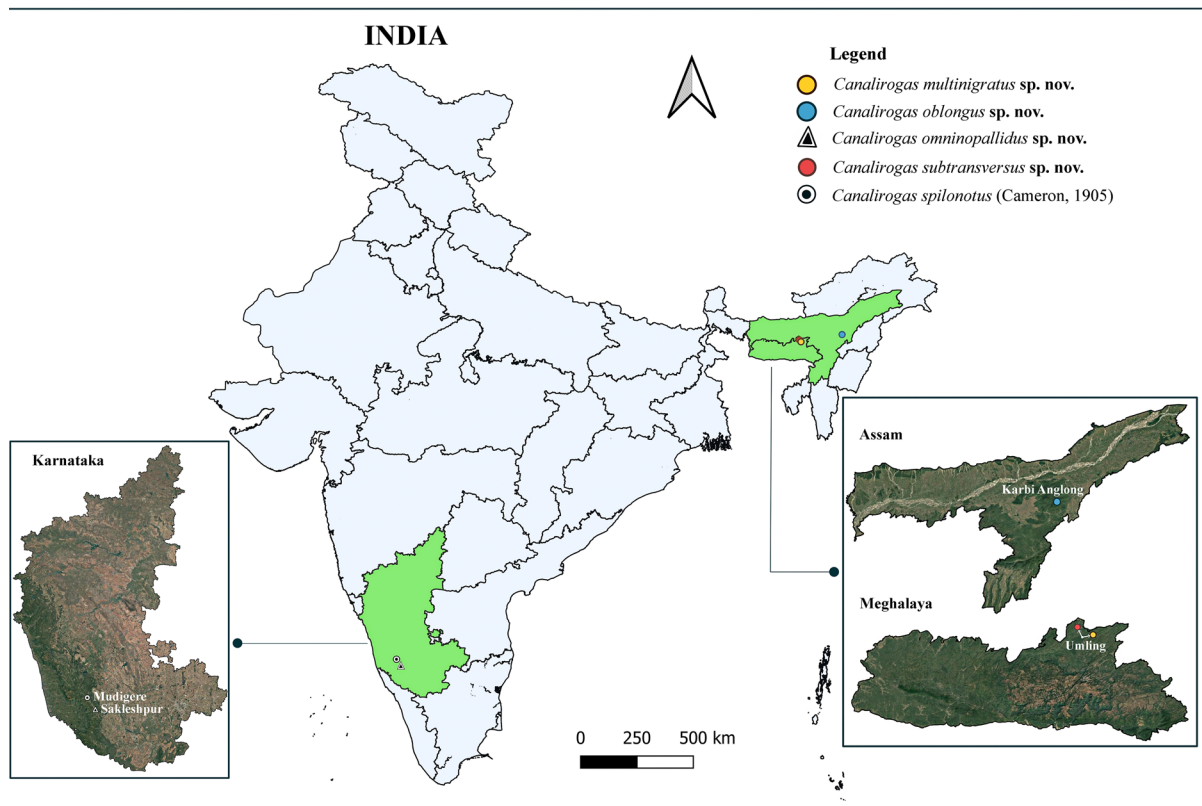 INDIA
Legend
Canalirogas multinigratus sp. nov.
Canalirogas oblongus sp. nov.
Canalirogas omninopallidus sp. nov.
Canalirogas subtransversus sp. nov.
Canalirogas spilonotus (Cameron, 1905)
Karnataka
Mudigere
Sakleshpur
Assam
Karbi Anglong
Meghalaya
Umling
0 250 500 km